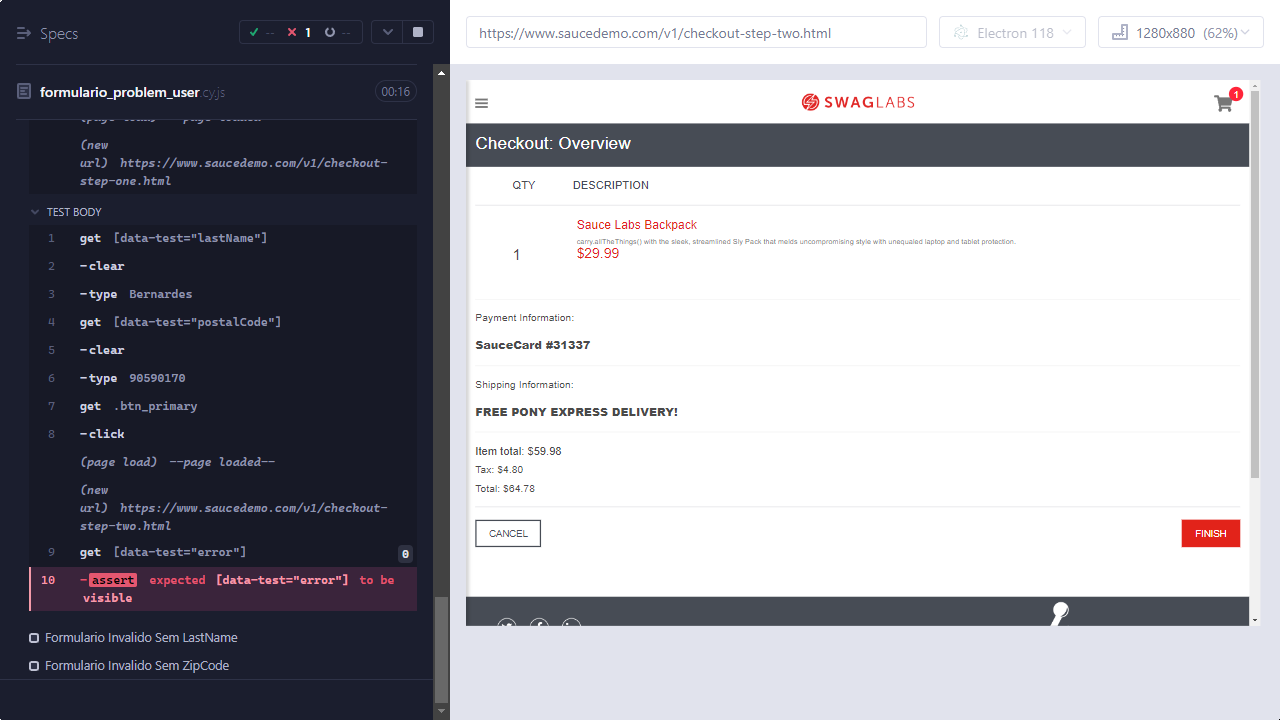 Specs
--
1
--
formulario_problem_user.cy.js
00:16
(page load) --page loaded--
(new
url) https://www.saucedemo.com/v1/checkout-
step-one.html
TEST BODY
1 get [data-test="lastName"]
2 -clear
3 -type Bernardes
4 get [data-test="postalCode"]
5 -clear
6 -type 90590170
7 get .btn_primary
8 -click
(page load) --page loaded--
(new
url) https://www.saucedemo.com/v1/checkout-
step-two.html
9 get [data-test="error"] 0
10 -assert expected [data-test="error"] to be
visible
Formulario Invalido Sem LastName
Formulario Invalido Sem ZipCode
https://www.saucedemo.com/v1/checkout-step-two.html
Electron 118
1280x880 (62%)
SWAGLABS
1
Checkout: Overview
QTY DESCRIPTION
1
Sauce Labs Backpack
carry.allTheThings() with the sleek, streamlined Sly Pack that melds uncompromising style with unequaled laptop and tablet protection.
$29.99
Payment Information:
SauceCard #31337
Shipping Information:
FREE PONY EXPRESS DELIVERY!
Item total: $59.98
Tax: $4.80
Total: $64.78
CANCEL
FINISH